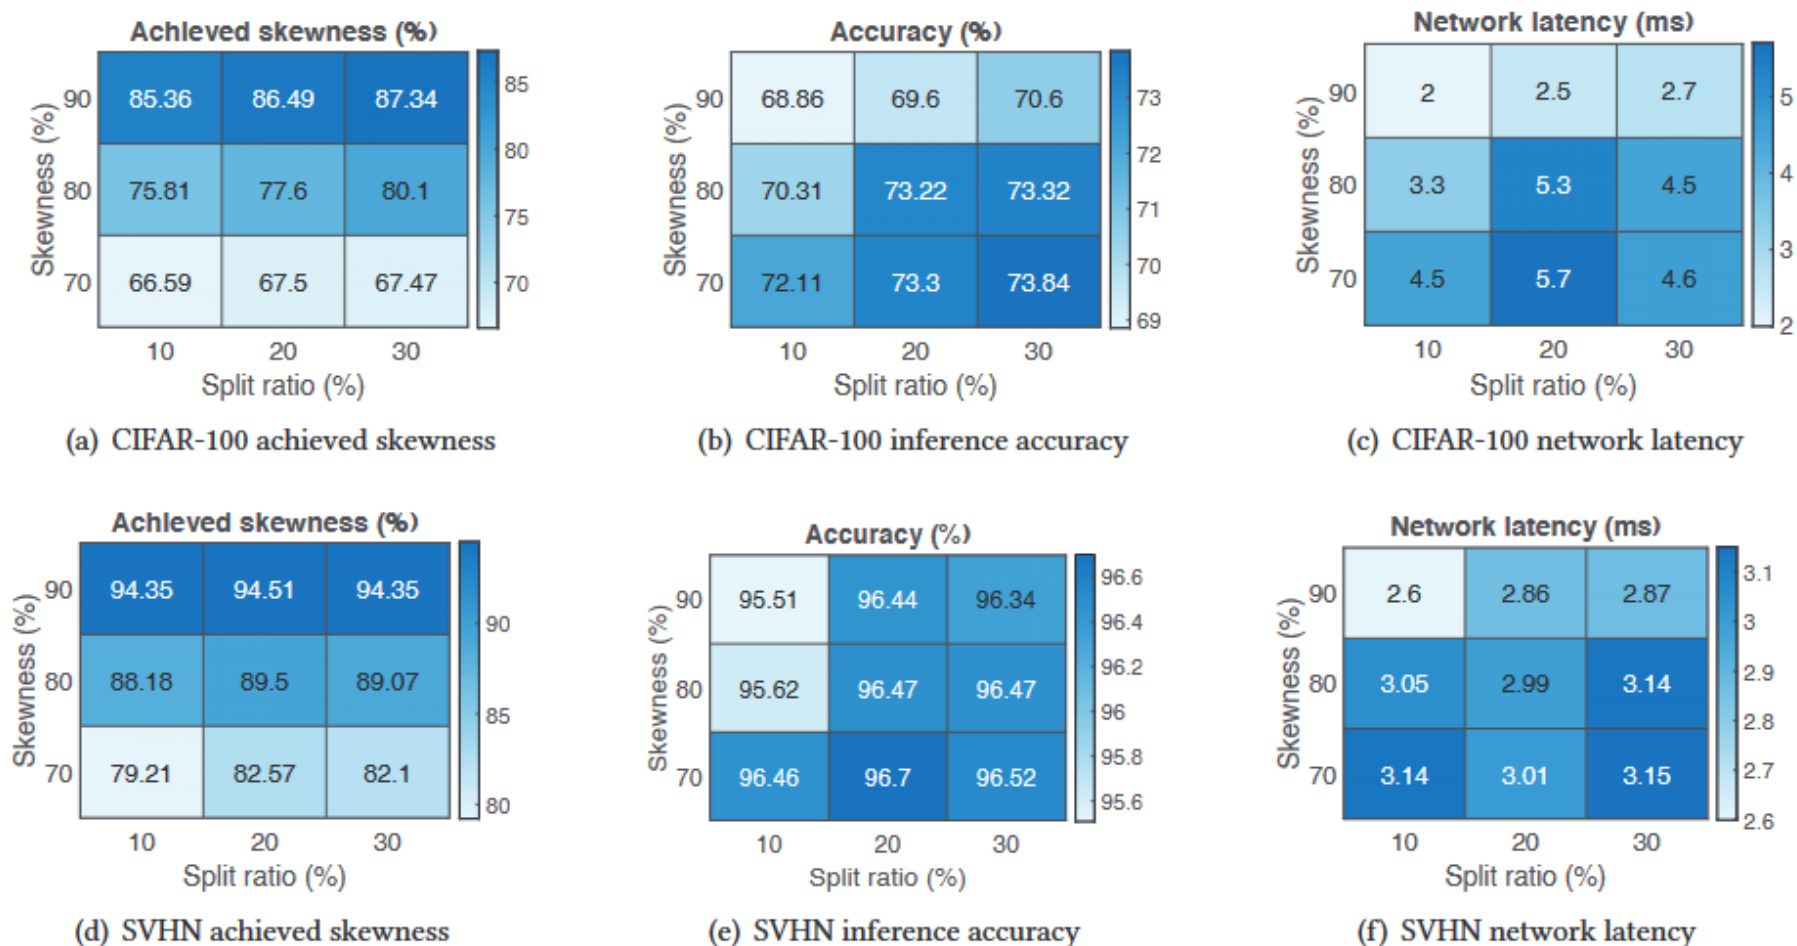 Achieved skewness (%)
Skewness (%)
90 85.36 86.49 87.34
80 75.81 77.6 80.1
70 66.59 67.5 67.47
10 20 30
Split ratio (%)
85
80
75
70
(a) CIFAR-100 achieved skewness
Accuracy (%)
Skewness (%)
90 68.86 69.6 70.6
80 70.31 73.22 73.32
70 72.11 73.3 73.84
10 20 30
Split ratio (%)
73
72
71
70
69
(b) CIFAR-100 inference accuracy
Network latency (ms)
Skewness (%)
90 2 2.5 2.7
80 3.3 5.3 4.5
70 4.5 5.7 4.6
10 20 30
Split ratio (%)
5
4
3
2
(c) CIFAR-100 network latency
Achieved skewness (%)
Skewness (%)
90 94.35 94.51 94.35
80 88.18 89.5 89.07
70 79.21 82.57 82.1
10 20 30
Split ratio (%)
90
85
80
(d) SVHN achieved skewness
Accuracy (%)
Skewness (%)
90 95.51 96.44 96.34
80 95.62 96.47 96.47
70 96.46 96.7 96.52
10 20 30
Split ratio (%)
96.6
96.4
96.2
96
95.8
95.6
(e) SVHN inference accuracy
Network latency (ms)
Skewness (%)
90 2.6 2.86 2.87
80 3.05 2.99 3.14
70 3.14 3.01 3.15
10 20 30
Split ratio (%)
3.1
3
2.9
2.8
2.7
2.6
(f) SVHN network latency